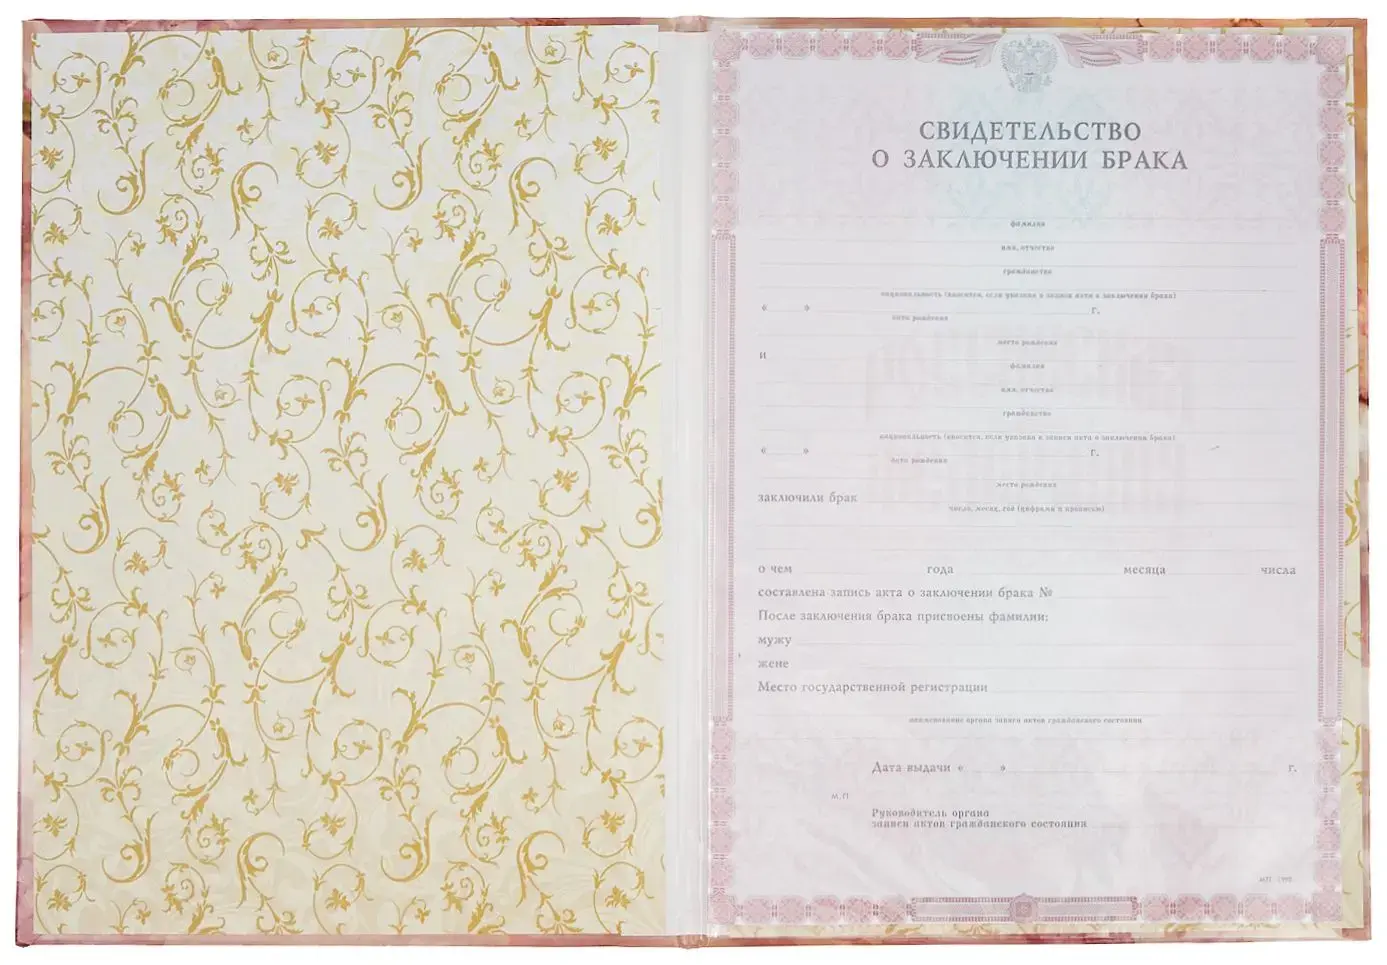 СВИДЕТЕЛЬСТВО
О ЗАКЛЮЧЕНИИ БРАКА
фамилия
имя, отчество
гражданство
национальность (вносится, если указана в записи акта о заключении брака)
« » г.
дата рождения
место рождения
и
фамилия
имя, отчество
гражданство
национальность (вносится, если указана в записи акта о заключении брака)
« » г.
дата рождения
место рождения
заключили брак
число, месяц, год (цифрами и прописью)
о чем года месяца числа
составлена запись акта о заключении брака №
После заключения брака присвоены фамилии:
мужу
жене
Место государственной регистрации
наименование органа записи актов гражданского состояния
Дата выдачи « » г.
М.П
Руководитель органа
записи актов гражданского состояния